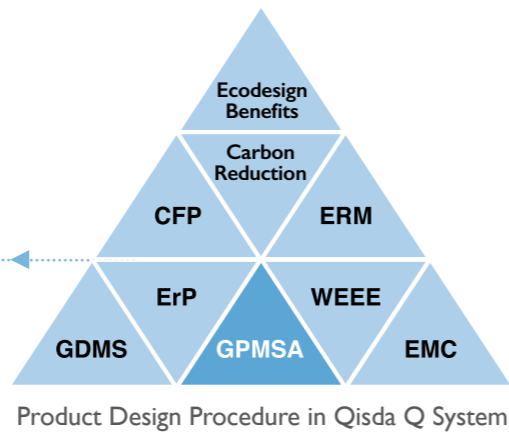 Ecodesign
Benefits
Carbon
Reduction
CFP
ERM
ErP
WEEE
GDMS
GPMSA
EMC
Product Design Procedure in Qisda Q System